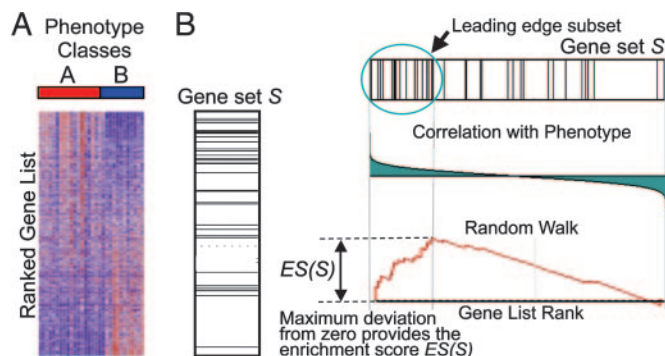 A
Phenotype
Classes
A B
Ranked Gene List
B
Gene set S
Leading edge subset
Gene set S
Correlation with Phenotype
Random Walk
ES(S)
Gene List Rank
Maximum deviation
from zero provides the
enrichment score ES(S)